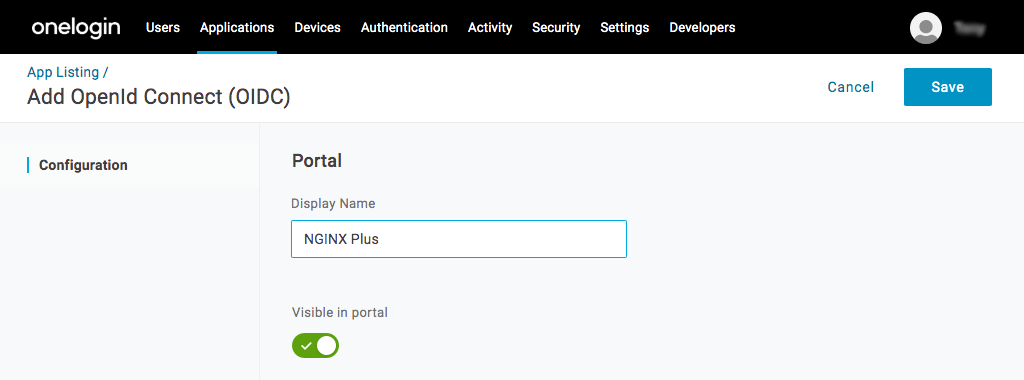 onelogin Users Applications Devices Authentication Activity Security Settings Developers
App Listing /
Add OpenId Connect (OIDC)
Cancel Save
Configuration
Portal
Display Name
NGINX Plus
Visible in portal